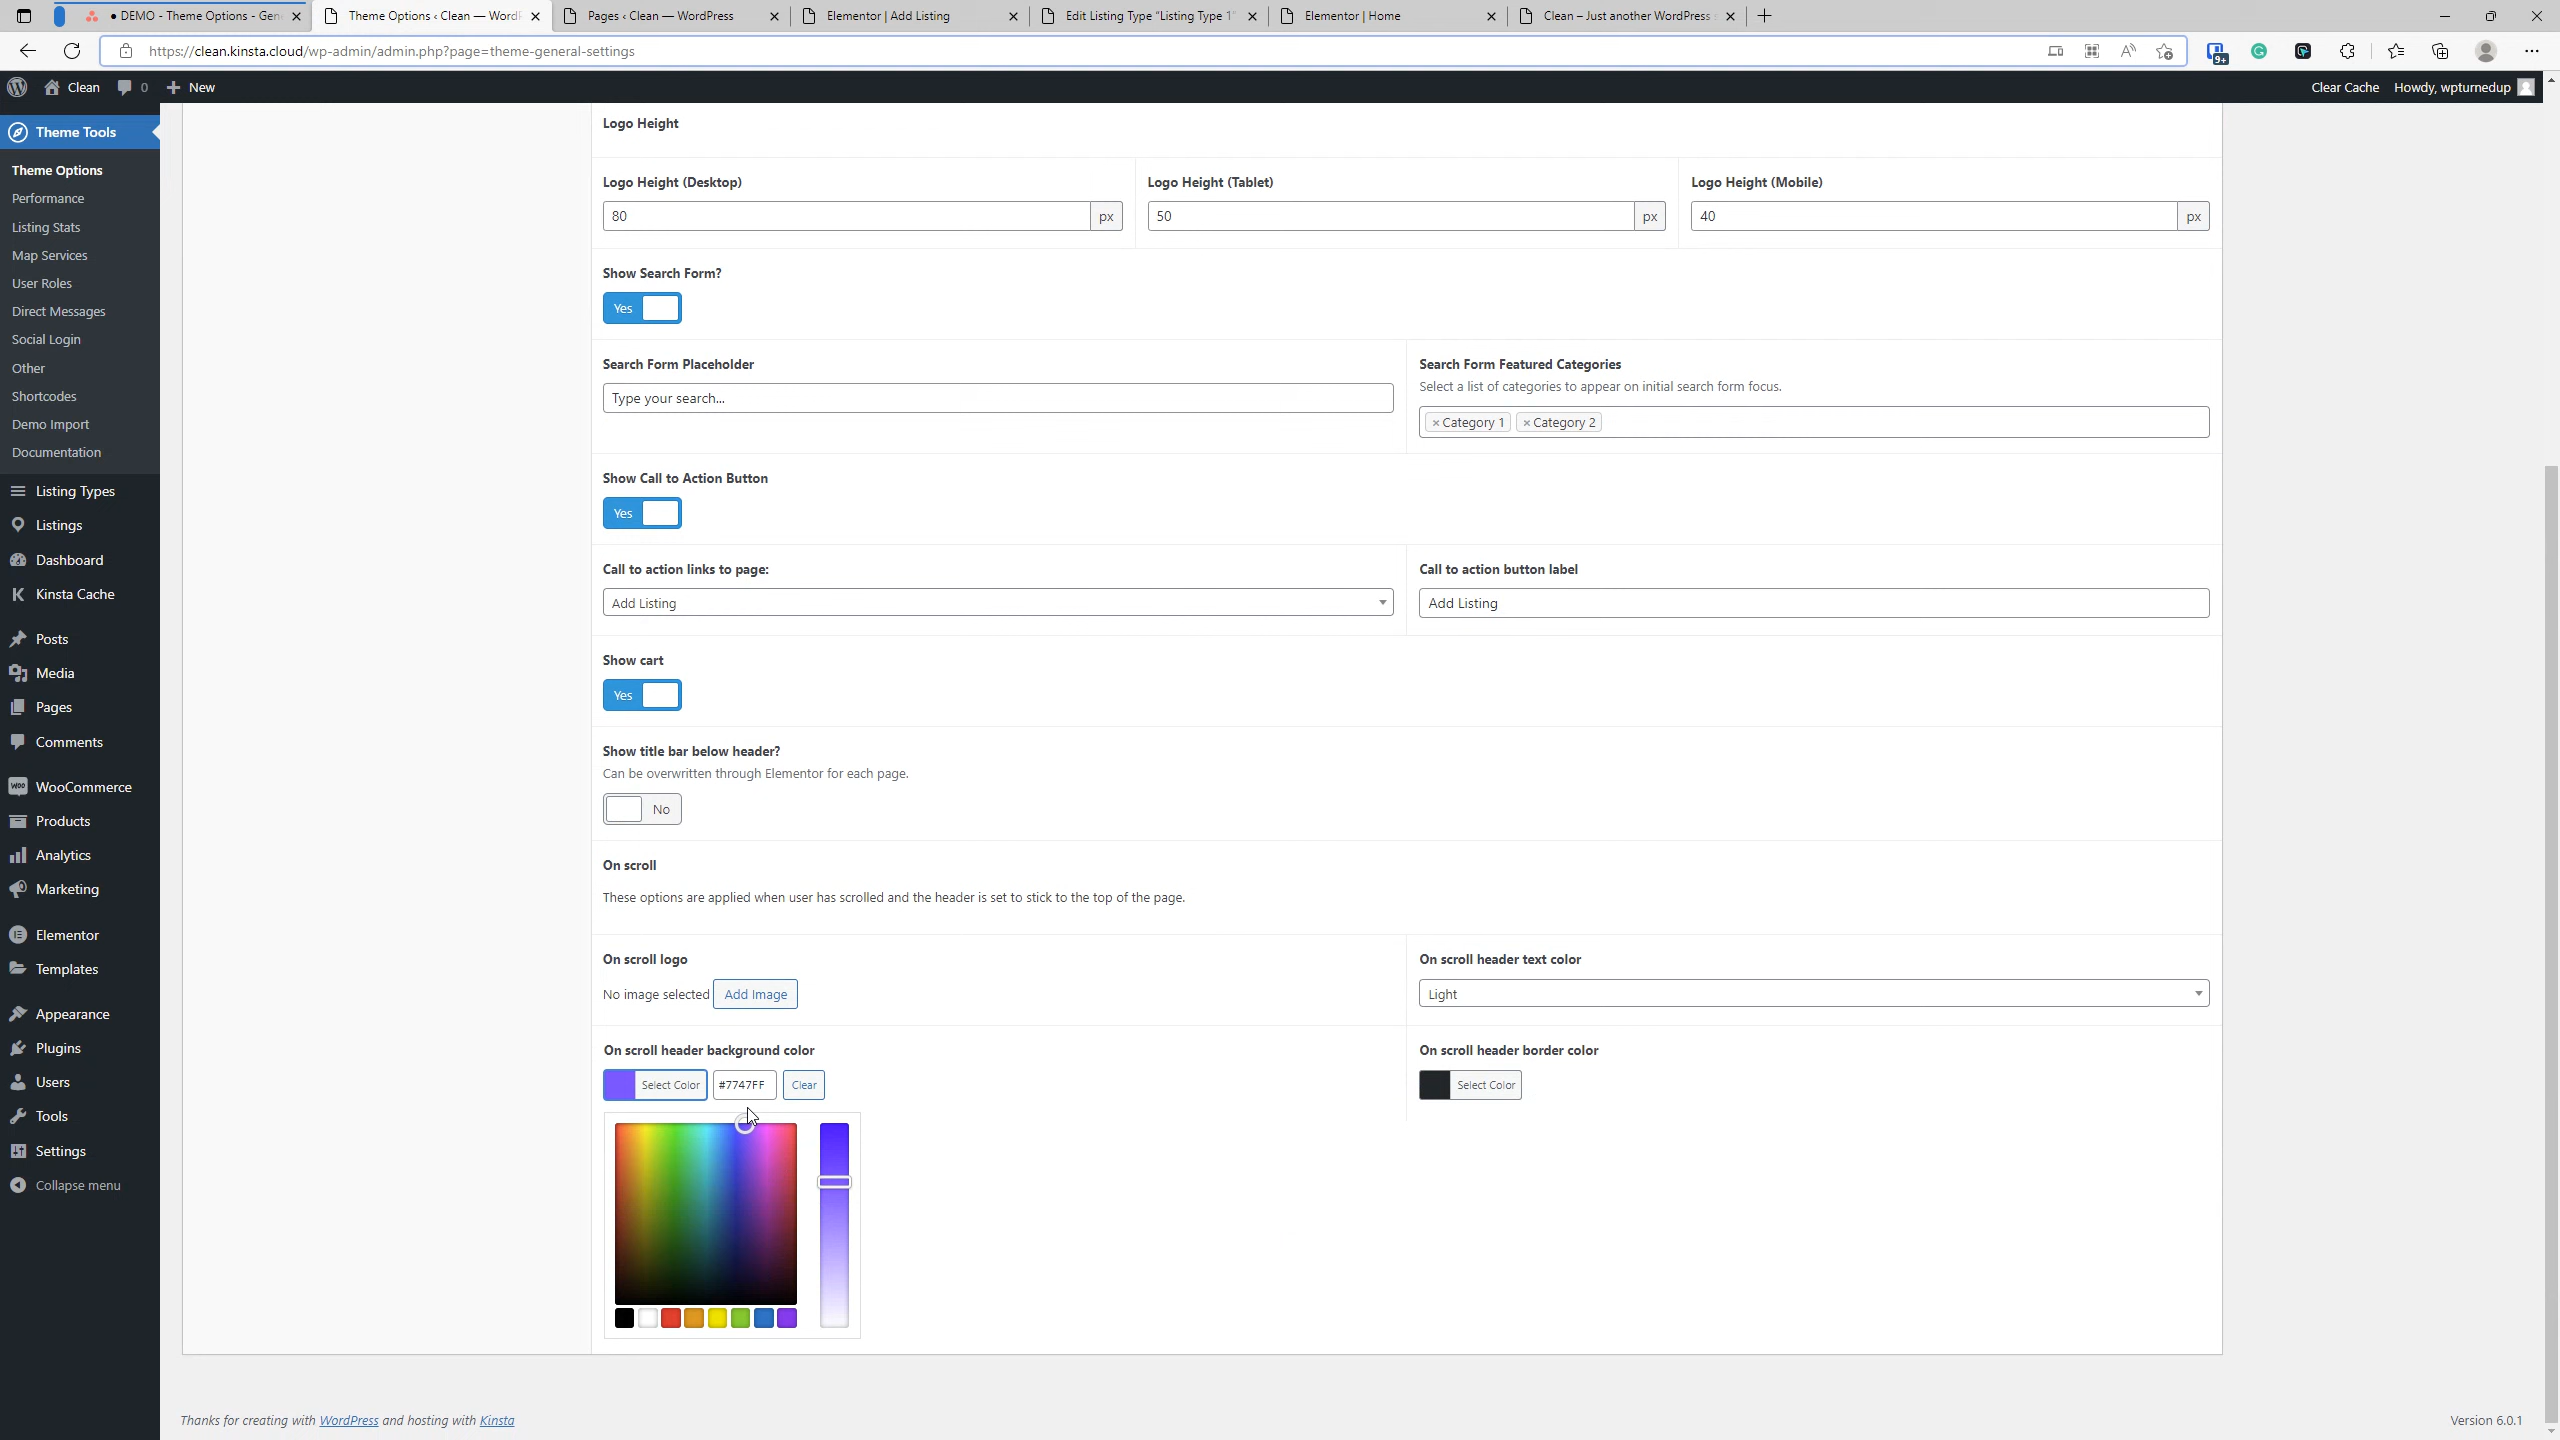 DEMO - Theme Options - Gen
Theme Options ‹ Clean — WordP
Pages ‹ Clean — WordPress
Elementor | Add Listing
Edit Listing Type "Listing Type 1"
Elementor | Home
Clean – Just another WordPress
https://clean.kinsta.cloud/wp-admin/admin.php?page=theme-general-settings
9+
Clean
0
New
Clear Cache
Howdy, wpturnedup
Theme Tools
Theme Options
Performance
Listing Stats
Map Services
User Roles
Direct Messages
Social Login
Other
Shortcodes
Demo Import
Documentation
Listing Types
Listings
Dashboard
Kinsta Cache
Posts
Media
Pages
Comments
WooCommerce
Products
Analytics
Marketing
Elementor
Templates
Appearance
Plugins
Users
Tools
Settings
Collapse menu
Logo Height
Logo Height (Desktop)
80 px
Logo Height (Tablet)
50 px
Logo Height (Mobile)
40 px
Show Search Form?
Yes
Search Form Placeholder
Type your search...
Search Form Featured Categories
Select a list of categories to appear on initial search form focus.
× Category 1 × Category 2
Show Call to Action Button
Yes
Call to action links to page:
Add Listing
Call to action button label
Add Listing
Show cart
Yes
Show title bar below header?
Can be overwritten through Elementor for each page.
No
On scroll
These options are applied when user has scrolled and the header is set to stick to the top of the page.
On scroll logo
No image selected Add Image
On scroll header text color
Light
On scroll header background color
Select Color #7747FF Clear
On scroll header border color
Select Color
Thanks for creating with WordPress and hosting with Kinsta
Version 6.0.1